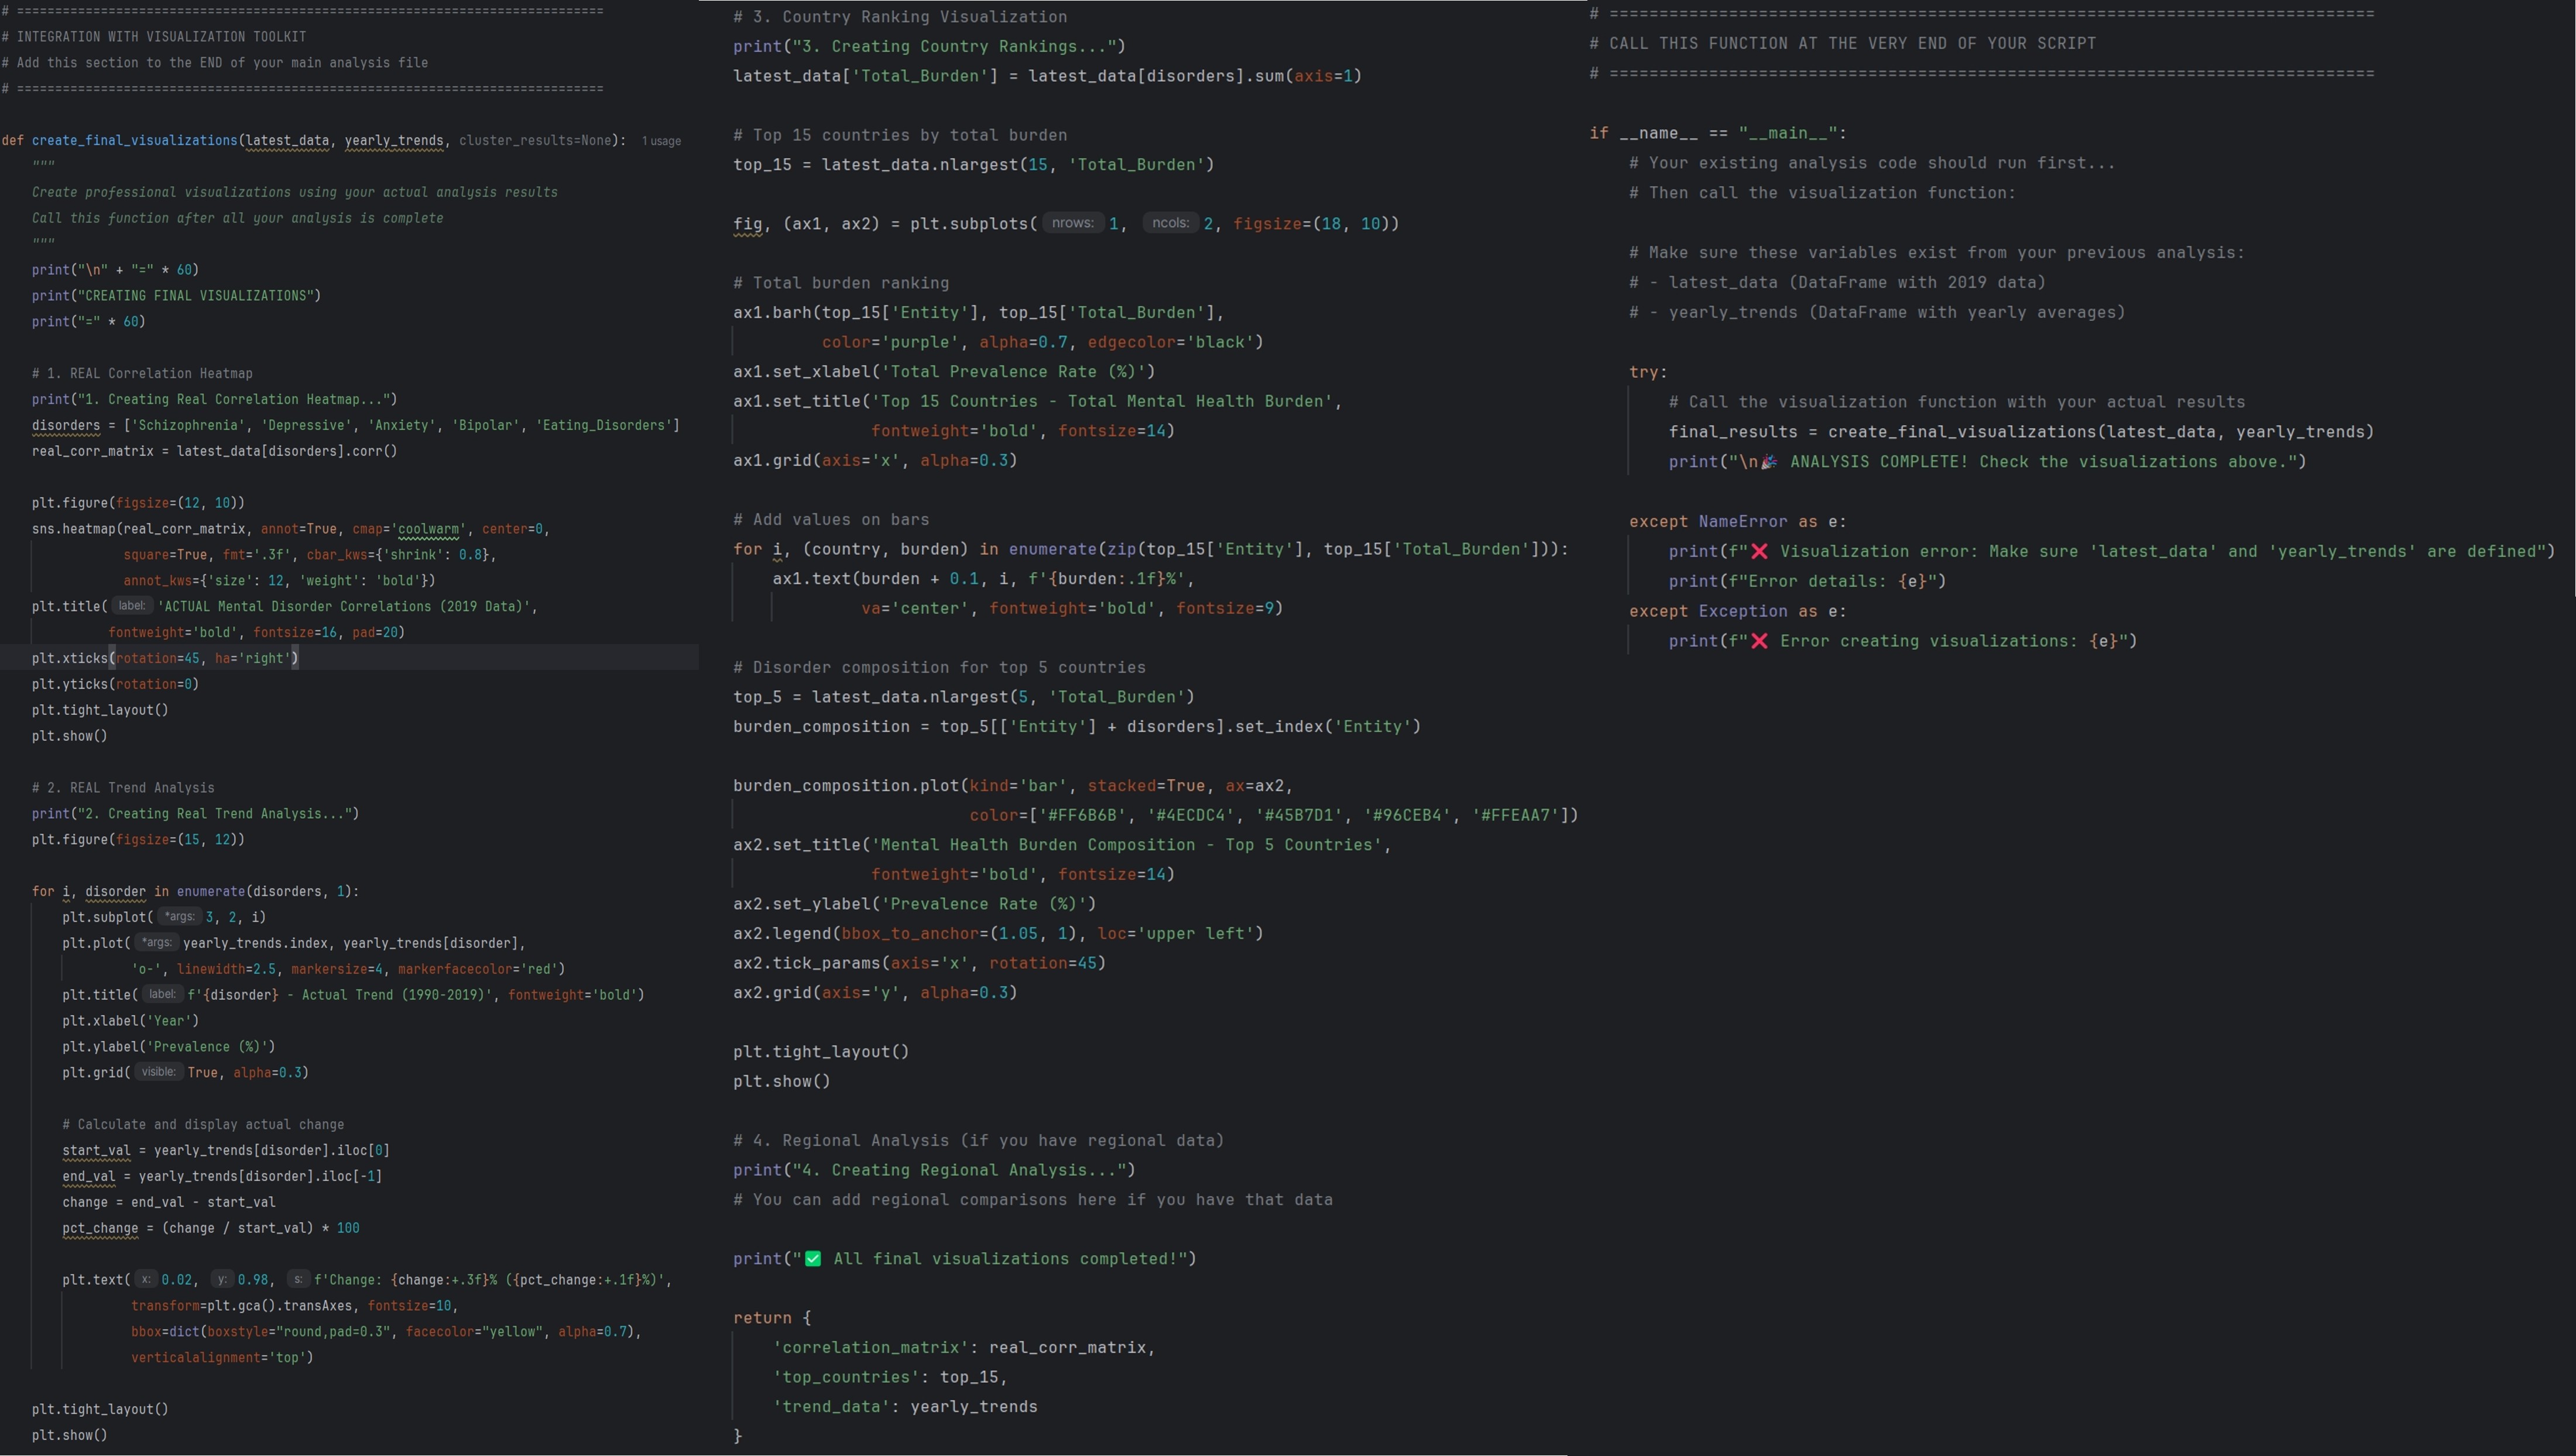 # =============================================================================
# INTEGRATION WITH VISUALIZATION TOOLKIT
# Add this section to the END of your main analysis file
# =============================================================================
def create_final_visualizations(latest_data, yearly_trends, cluster_results=None): 1 usage
"""
Create professional visualizations using your actual analysis results
Call this function after all your analysis is complete
"""
print("\n" + "=" * 60)
print("CREATING FINAL VISUALIZATIONS")
print("=" * 60)
# 1. REAL Correlation Heatmap
print("1. Creating Real Correlation Heatmap...")
disorders = ['Schizophrenia', 'Depressive', 'Anxiety', 'Bipolar', 'Eating_Disorders']
real_corr_matrix = latest_data[disorders].corr()
plt.figure(figsize=(12, 10))
sns.heatmap(real_corr_matrix, annot=True, cmap='coolwarm', center=0,
square=True, fmt='.3f', cbar_kws={'shrink': 0.8},
annot_kws={'size': 12, 'weight': 'bold'})
plt.title( label: 'ACTUAL Mental Disorder Correlations (2019 Data)',
fontweight='bold', fontsize=16, pad=20)
plt.xticks(rotation=45, ha='right')
plt.yticks(rotation=0)
plt.tight_layout()
plt.show()
# 2. REAL Trend Analysis
print("2. Creating Real Trend Analysis...")
plt.figure(figsize=(15, 12))
for i, disorder in enumerate(disorders, 1):
plt.subplot( *args: 3, 2, i)
plt.plot( *args: yearly_trends.index, yearly_trends[disorder],
'o-', linewidth=2.5, markersize=4, markerfacecolor='red')
plt.title( label: f'{disorder} - Actual Trend (1990-2019)', fontweight='bold')
plt.xlabel('Year')
plt.ylabel('Prevalence (%)')
plt.grid( visible: True, alpha=0.3)
# Calculate and display actual change
start_val = yearly_trends[disorder].iloc[0]
end_val = yearly_trends[disorder].iloc[-1]
change = end_val - start_val
pct_change = (change / start_val) * 100
plt.text( x: 0.02, y: 0.98, s: f'Change: {change:+.3f}% ({pct_change:+.1f}%)',
transform=plt.gca().transAxes, fontsize=10,
bbox=dict(boxstyle="round,pad=0.3", facecolor="yellow", alpha=0.7),
verticalalignment='top')
plt.tight_layout()
plt.show()
# 3. Country Ranking Visualization
print("3. Creating Country Rankings...")
latest_data['Total_Burden'] = latest_data[disorders].sum(axis=1)
# Top 15 countries by total burden
top_15 = latest_data.nlargest(15, 'Total_Burden')
fig, (ax1, ax2) = plt.subplots( nrows: 1, ncols: 2, figsize=(18, 10))
# Total burden ranking
ax1.barh(top_15['Entity'], top_15['Total_Burden'],
color='purple', alpha=0.7, edgecolor='black')
ax1.set_xlabel('Total Prevalence Rate (%)')
ax1.set_title('Top 15 Countries - Total Mental Health Burden',
fontweight='bold', fontsize=14)
ax1.grid(axis='x', alpha=0.3)
# Add values on bars
for i, (country, burden) in enumerate(zip(top_15['Entity'], top_15['Total_Burden'])):
ax1.text(burden + 0.1, i, f'{burden:.1f}%',
va='center', fontweight='bold', fontsize=9)
# Disorder composition for top 5 countries
top_5 = latest_data.nlargest(5, 'Total_Burden')
burden_composition = top_5[['Entity'] + disorders].set_index('Entity')
burden_composition.plot(kind='bar', stacked=True, ax=ax2,
color=['#FF6B6B', '#4ECDC4', '#45B7D1', '#96CEB4', '#FFEAA7'])
ax2.set_title('Mental Health Burden Composition - Top 5 Countries',
fontweight='bold', fontsize=14)
ax2.set_ylabel('Prevalence Rate (%)')
ax2.legend(bbox_to_anchor=(1.05, 1), loc='upper left')
ax2.tick_params(axis='x', rotation=45)
ax2.grid(axis='y', alpha=0.3)
plt.tight_layout()
plt.show()
# 4. Regional Analysis (if you have regional data)
print("4. Creating Regional Analysis...")
# You can add regional comparisons here if you have that data
print("✅ All final visualizations completed!")
return {
'correlation_matrix': real_corr_matrix,
'top_countries': top_15,
'trend_data': yearly_trends
}
# =============================================================================
# CALL THIS FUNCTION AT THE VERY END OF YOUR SCRIPT
# =============================================================================
if __name__ == "__main__":
# Your existing analysis code should run first...
# Then call the visualization function:
# Make sure these variables exist from your previous analysis:
# - latest_data (DataFrame with 2019 data)
# - yearly_trends (DataFrame with yearly averages)
try:
# Call the visualization function with your actual results
final_results = create_final_visualizations(latest_data, yearly_trends)
print("\n🎉 ANALYSIS COMPLETE! Check the visualizations above.")
except NameError as e:
print(f"❌ Visualization error: Make sure 'latest_data' and 'yearly_trends' are defined")
print(f"Error details: {e}")
except Exception as e:
print(f"❌ Error creating visualizations: {e}")